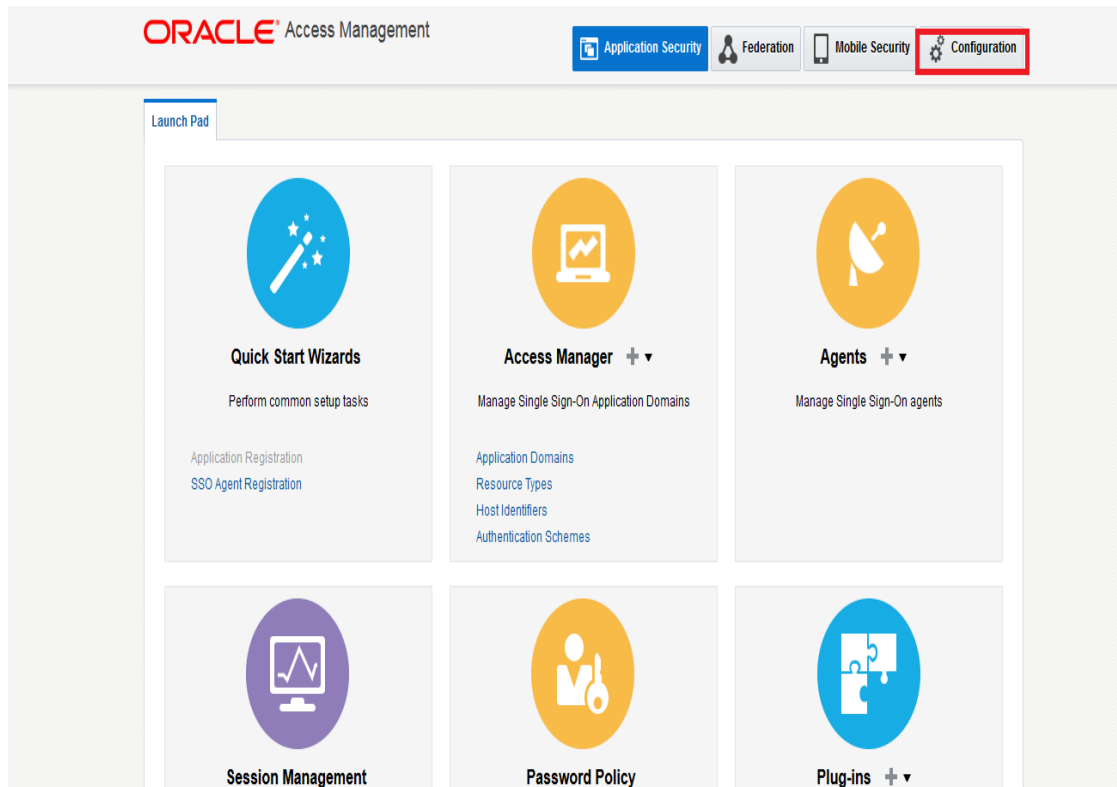 ORACLE® Access Management
Application Security
Federation
Mobile Security
Configuration
Launch Pad
Quick Start Wizards
Perform common setup tasks
Application Registration
SSO Agent Registration
Access Manager
Manage Single Sign-On Application Domains
Application Domains
Resource Types
Host Identifiers
Authentication Schemes
Agents
Manage Single Sign-On agents
Session Management
Password Policy
Plug-ins